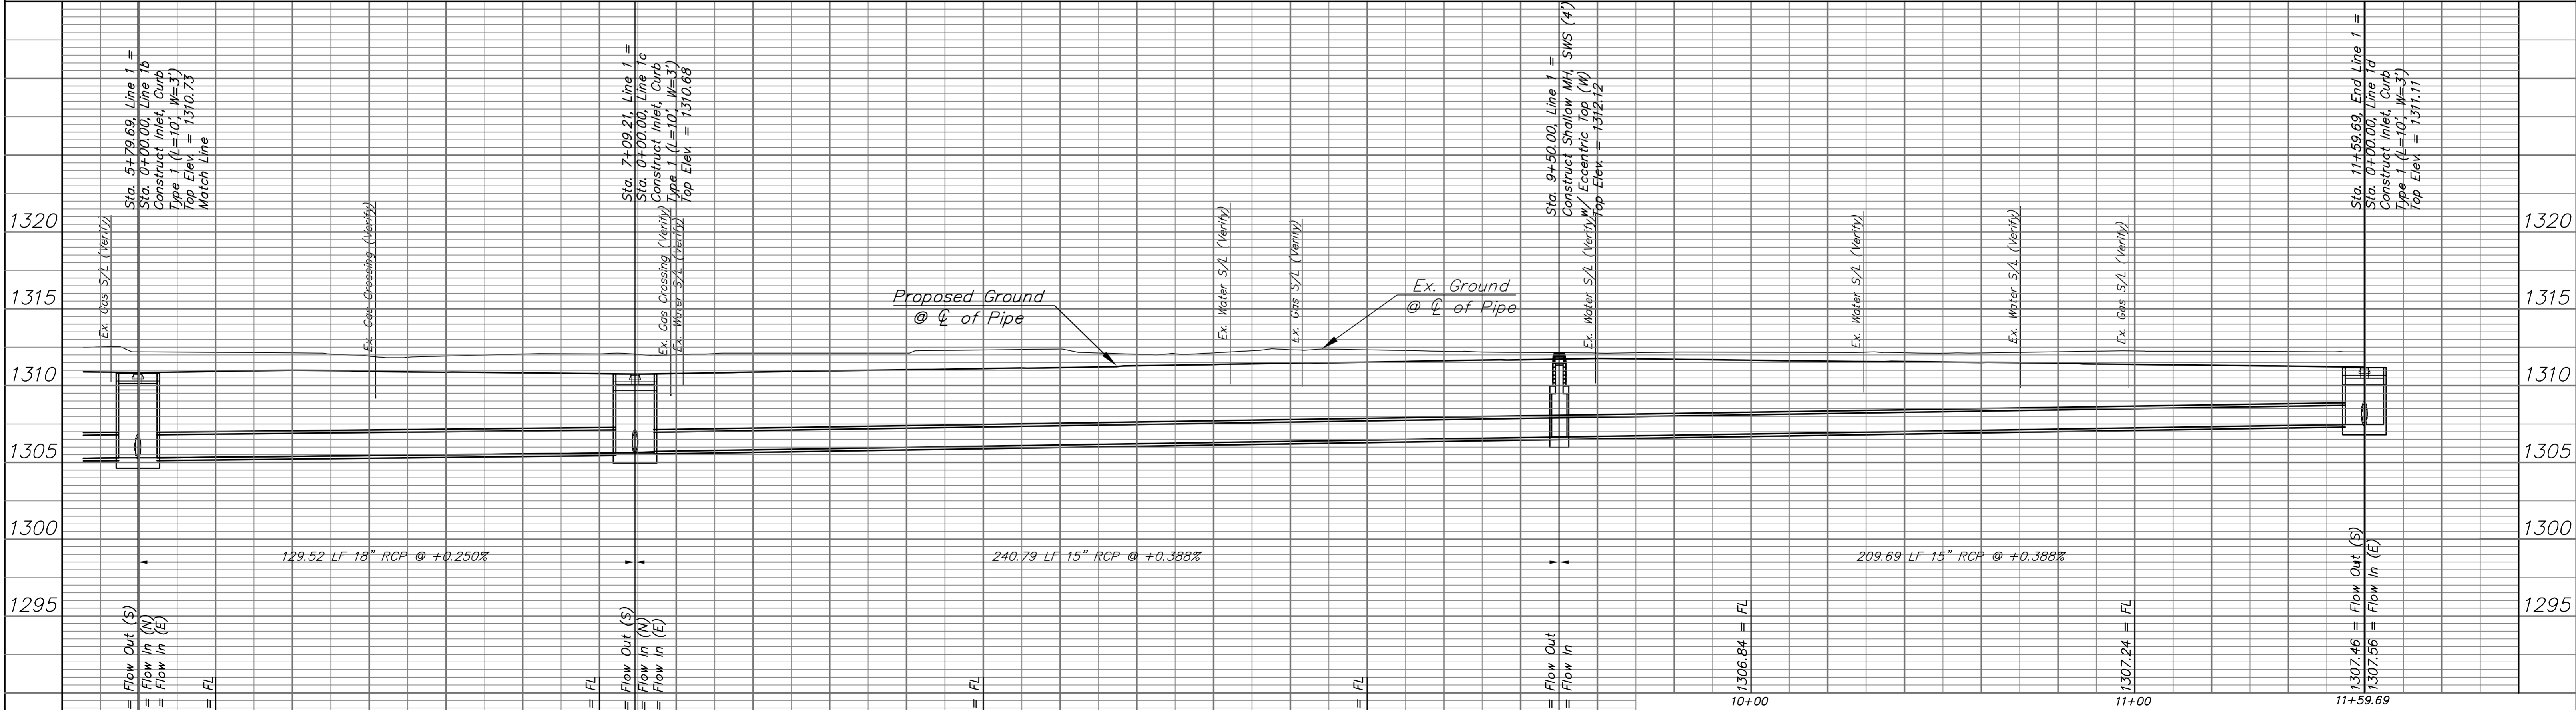 Sta. 5+79.69, Line 1 =
Sta. 0+00.00, Line 1b
Construct Inlet, Curb
Type 1 (L=10', W=3')
Top Elev. = 1310.73
Match Line
Sta. 7+09.21, Line 1 =
Sta. 0+00.00, Line 1c
Construct Inlet, Curb
Type 1 (L=10', W=3')
Top Elev. = 1310.68
Sta. 9+50.00, Line 1 =
Construct Shallow MH, SWS (4')
w/ Eccentric Top (W)
Top Elev. = 1312.12
Sta. 11+59.69, End Line 1 =
Sta. 0+00.00, Line 1d
Construct Inlet, Curb
Type 1 (L=10', W=3')
Top Elev. = 1311.11
1320
1315
1310
1305
1300
1295
Ex. Gas S/L (Verify)
Ex. Gas Crossing (Verify)
Ex. Gas Crossing (Verify)
Ex. Water S/L (Verify)
Ex. Water S/L (Verify)
Ex. Gas S/L (Verify)
Ex. Water S/L (Verify)
Ex. Water S/L (Verify)
Ex. Water S/L (Verify)
Ex. Gas S/L (Verify)
Proposed Ground
@ ℄ of Pipe
Ex. Ground
@ ℄ of Pipe
1320
1315
1310
1305
1300
1295
129.52 LF 18" RCP @ +0.250%
240.79 LF 15" RCP @ +0.388%
209.69 LF 15" RCP @ +0.388%
= Flow Out (S)
= Flow In (N)
= Flow In (E)
= FL
= FL
= Flow Out (S)
= Flow In (N)
= Flow In (E)
= FL
= FL
= Flow Out
= Flow In
1306.84 = FL
1307.24 = FL
1307.46 = Flow Out (S)
1307.56 = Flow In (E)
10+00
11+00
11+59.69